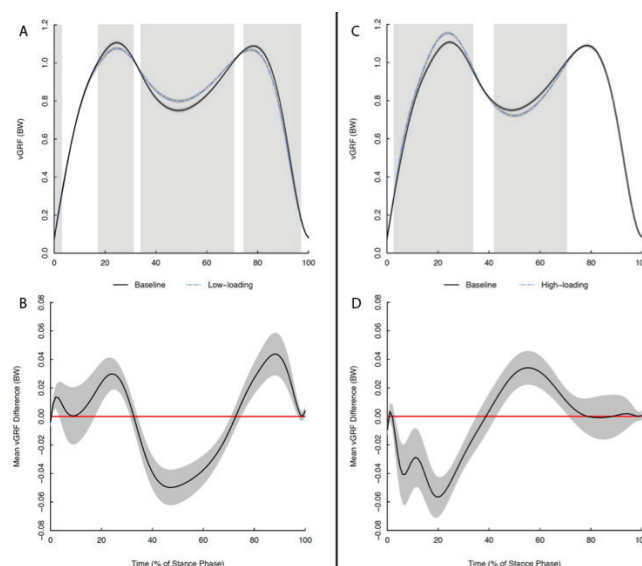 A
vGRF (BW)
0.0 0.2 0.4 0.6 0.8 1.0 1.2
0 20 40 60 80 100
Baseline Low-loading
B
Mean vGRF Difference (BW)
-0.08 -0.06 -0.04 -0.02 0.00 0.02 0.04 0.06 0.08
0 20 40 60 80 100
Time (% of Stance Phase)
C
vGRF (BW)
0.0 0.2 0.4 0.6 0.8 1.0 1.2
0 20 40 60 80 100
Baseline High-loading
D
Mean vGRF Difference (BW)
-0.08 -0.06 -0.04 -0.02 0.00 0.02 0.04 0.06 0.08
0 20 40 60 80 100
Time (% of Stance Phase)